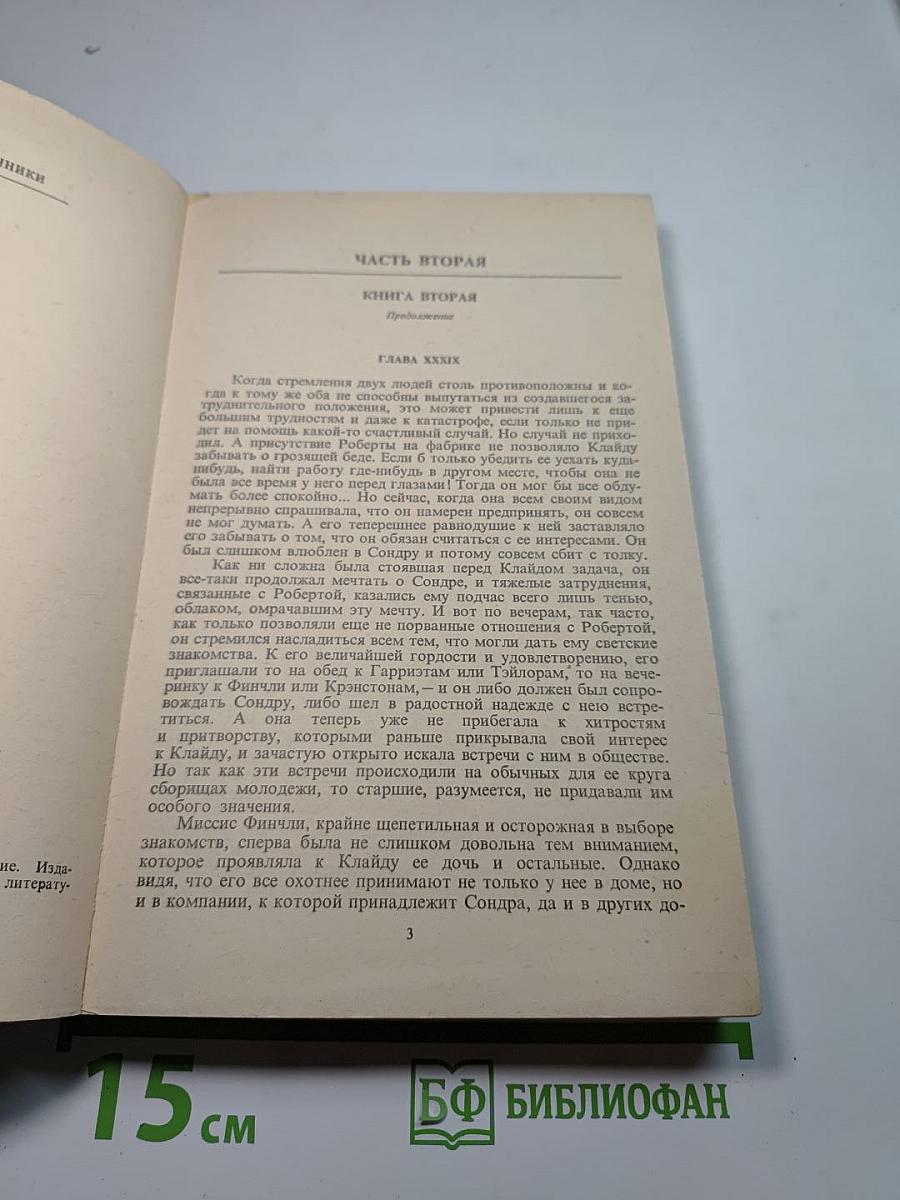 ЧАСТЬ ВТОРАЯ
КНИГА ВТОРАЯ
Продолжение
ГЛАВА XXXIX
Когда стремления двух людей столь противоположны и ко-
гда к тому же оба не способны выпутаться из создавшегося за-
труднительного положения, это может привести лишь к еще
большим трудностям и даже к катастрофе, если только не при-
дет на помощь какой-то счастливый случай. Но случай не прихо-
дил. А присутствие Роберты на фабрике не позволяло Клайду
забывать о грозящей беде. Если б только убедить ее уехать куда-
нибудь, найти работу где-нибудь в другом месте, чтобы она не
была все время у него перед глазами! Тогда он мог бы все обду-
мать более спокойно... Но сейчас, когда она всем своим видом
непрерывно спрашивала, что он намерен предпринять, он совсем
не мог думать. А его теперешнее равнодушие к ней заставляло
его забывать о том, что он обязан считаться с ее интересами. Он
был слишком влюблен в Сондру и потому совсем сбит с толку.
Как ни сложна была стоявшая перед Клайдом задача, он
все-таки продолжал мечтать о Сондре, и тяжелые затруднения,
связанные с Робертой, казались ему подчас всего лишь тенью,
облаком, омрачавшим эту мечту. И вот по вечерам, так часто,
как только позволяли еще не порванные отношения с Робертой,
он стремился насладиться всем тем, что могли дать ему светские
знакомства. К его величайшей гордости и удовлетворению, его
приглашали то на обед к Гарриэтам или Тэйлорам, то на вече-
ринку к Финчли или Крэнстонам, — и он либо должен был сопро-
вождать Сондру, либо шел в радостной надежде с нею встре-
титься. А она теперь уже не прибегала к хитростям
и притворству, которыми раньше прикрывала свой интерес
к Клайду, и зачастую открыто искала встречи с ним в обществе.
Но так как эти встречи происходили на обычных для ее круга
сборищах молодежи, то старшие, разумеется, не придавали им
особого значения.
Миссис Финчли, крайне щепетильная и осторожная в выборе
знакомств, сперва была не слишком довольна тем вниманием,
которое проявляла к Клайду ее дочь и остальные. Однако
видя, что его все охотнее принимают не только у нее в доме, но
и в компании, к которой принадлежит Сондра, да и в других до-
3
ие. Изда-
литерату-
15 см
БФ БИБЛИОФАН